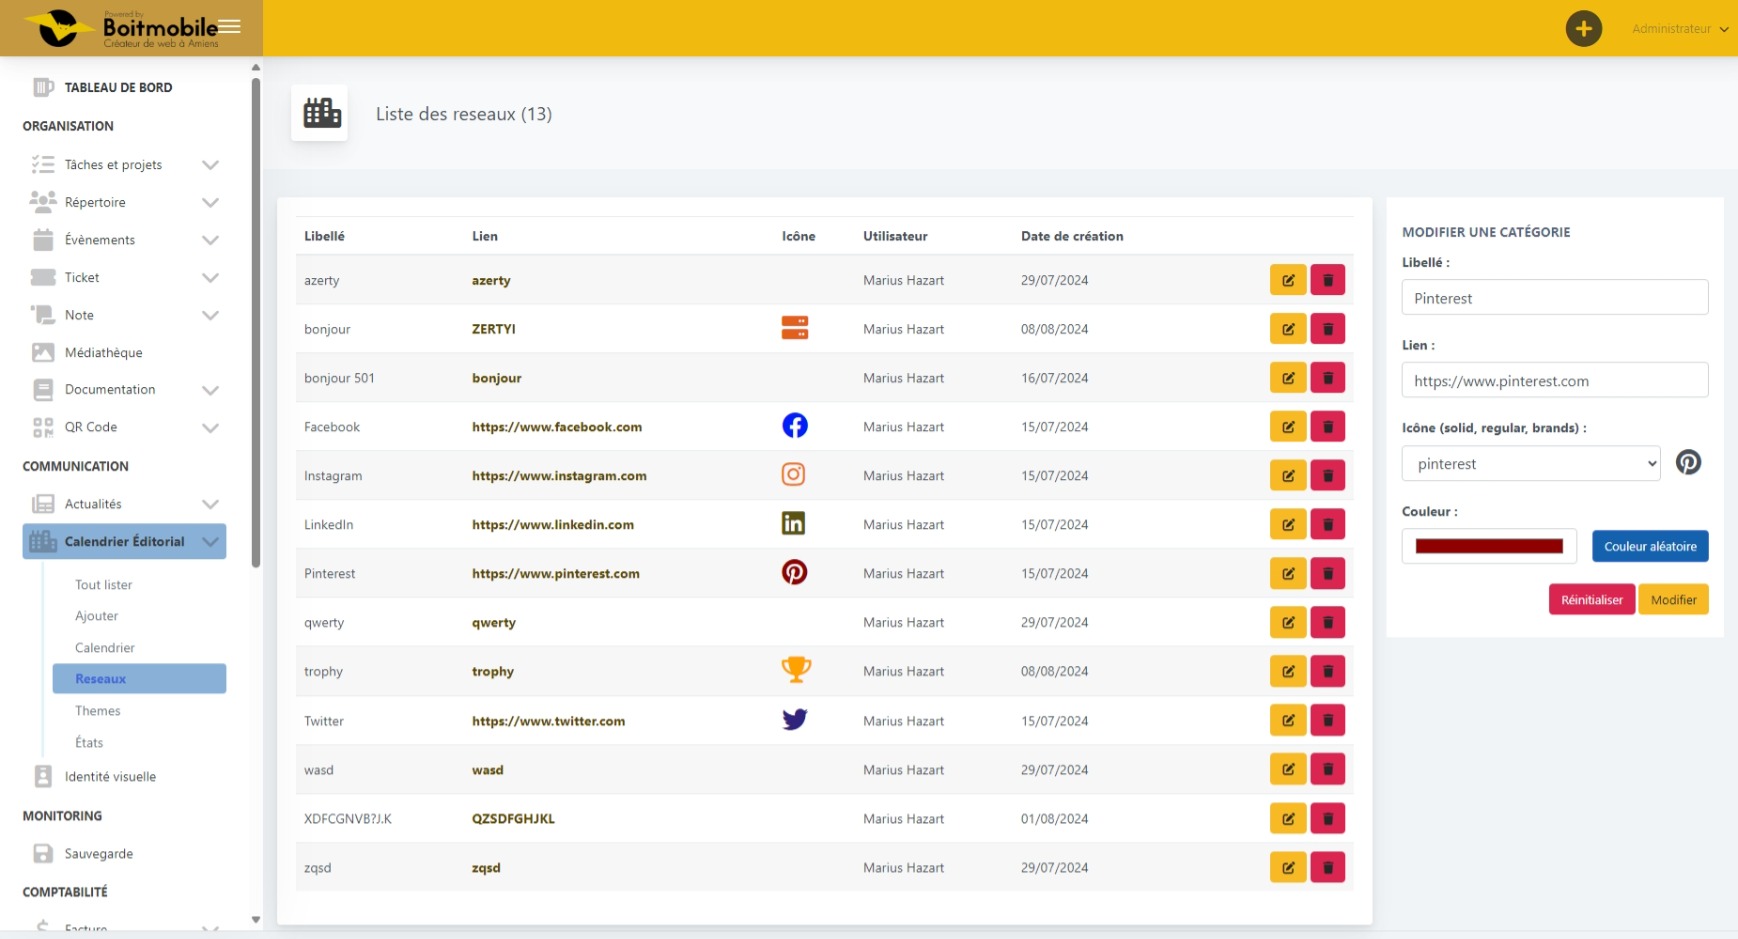 Powered by
Boitmobile
Créateur de web à Amiens
Administrateur
TABLEAU DE BORD
ORGANISATION
Tâches et projets
Répertoire
Évènements
Ticket
Note
Médiathèque
Documentation
QR Code
COMMUNICATION
Actualités
Calendrier Éditorial
Tout lister
Ajouter
Calendrier
Reseaux
Themes
États
Identité visuelle
MONITORING
Sauvegarde
COMPTABILITÉ
Facture
Liste des reseaux (13)
Libellé Lien Icône Utilisateur Date de création
azerty azerty Marius Hazart 29/07/2024
bonjour ZERTYI Marius Hazart 08/08/2024
bonjour 501 bonjour Marius Hazart 16/07/2024
Facebook https://www.facebook.com Marius Hazart 15/07/2024
Instagram https://www.instagram.com Marius Hazart 15/07/2024
LinkedIn https://www.linkedin.com Marius Hazart 15/07/2024
Pinterest https://www.pinterest.com Marius Hazart 15/07/2024
qwerty qwerty Marius Hazart 29/07/2024
trophy trophy Marius Hazart 08/08/2024
Twitter https://www.twitter.com Marius Hazart 15/07/2024
wasd wasd Marius Hazart 29/07/2024
XDFCGNVB?J.K QZSDFGHJKL Marius Hazart 01/08/2024
zqsd zqsd Marius Hazart 29/07/2024
MODIFIER UNE CATÉGORIE
Libellé :
Pinterest
Lien :
https://www.pinterest.com
Icône (solid, regular, brands) :
pinterest
Couleur :
Couleur aléatoire
Réinitialiser Modifier